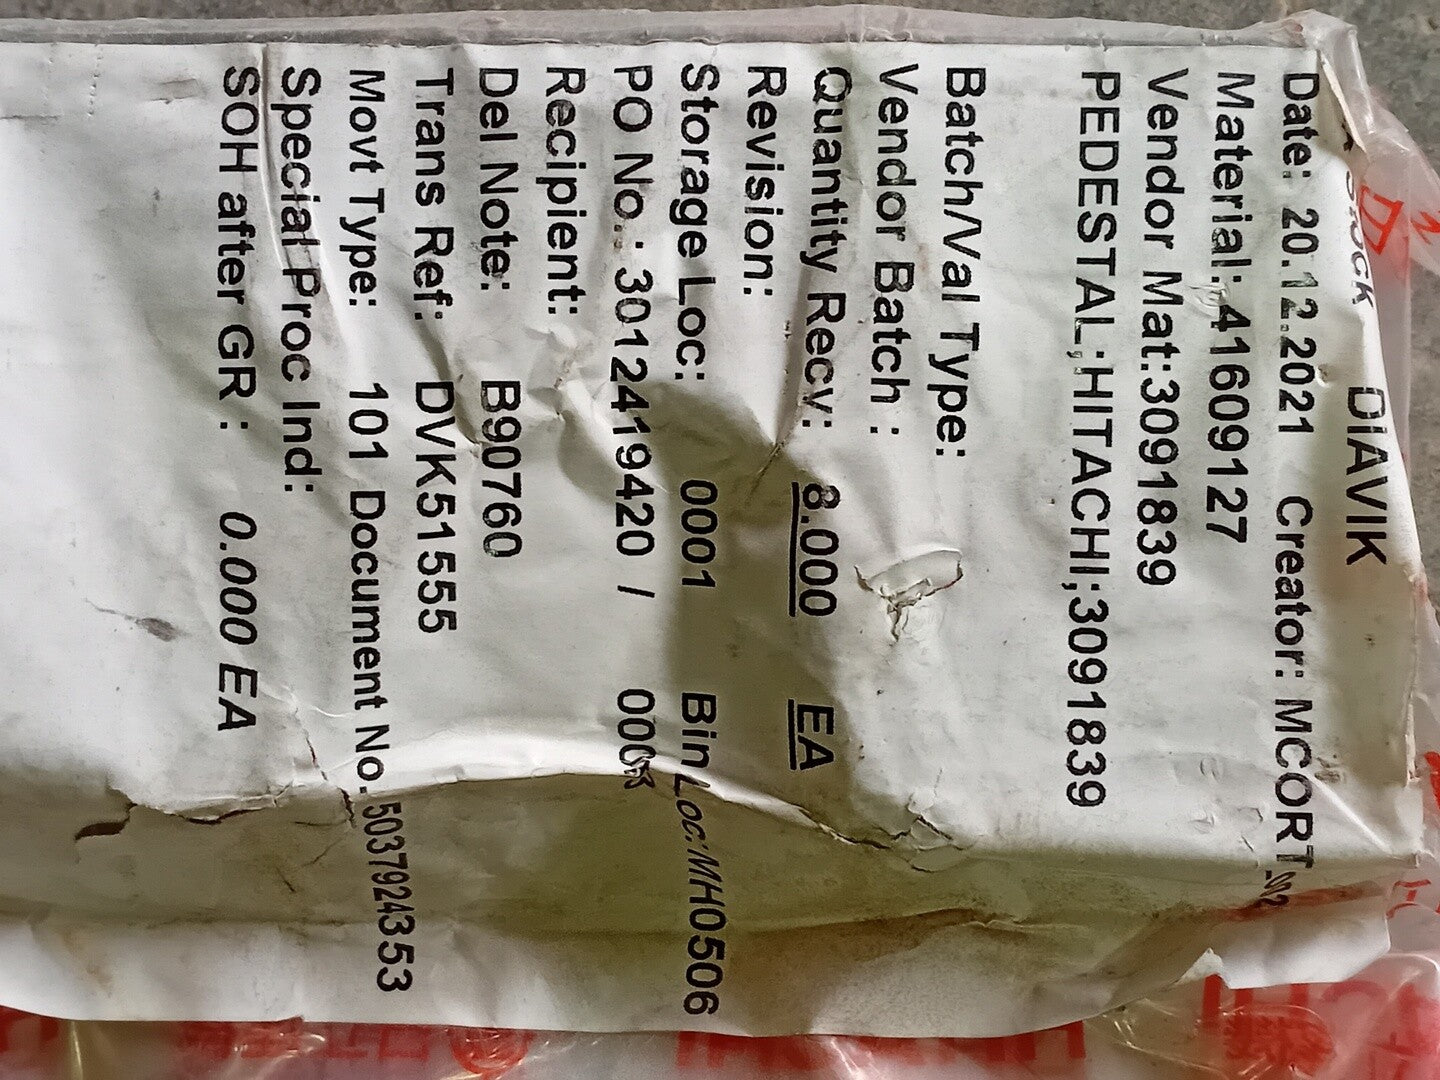 DIAVIK
Stock
Date: 20.12.2021 Creator: MCORT_
Material: 41609127
Vendor Mat:3091839
PEDESTAL;HITACHI;3091839
Batch/Val Type:
Vendor Batch :
Quantity Recv: 8.000 EA
Revision:
Storage Loc: 0001 Bin Loc:MH0506
PO No.: 3012419420 /
Recipient:
Del Note: B90760
Trans Ref: DVK51555
Movt Type: 101 Document No. 5037924353
Special Proc Ind:
SOH after GR : 0.000 EA